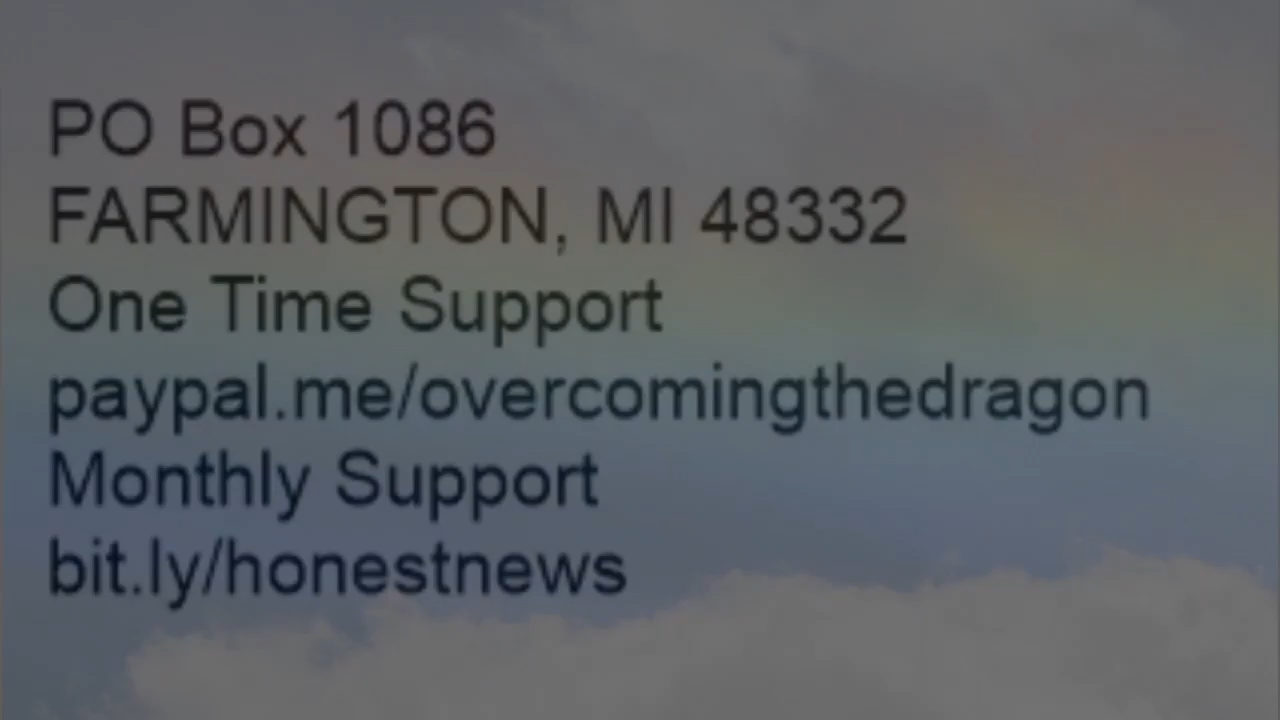 PO Box 1086
FARMINGTON, MI 48332
One Time Support
paypal.me/overcomingthedragon
Monthly Support
bit.ly/honestnews